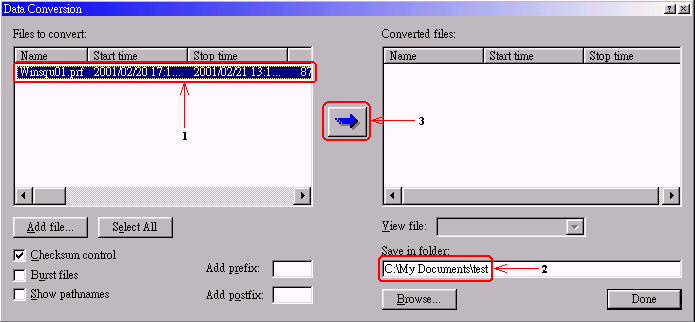 Data Conversion
Files to convert:
Converted files:
Name Start time Stop time
Name Start time Stop time
Winsqu01.prf 2001/02/20 17:1... 2001/02/21 13:1... 87
1
3
Add file... Select All
View file:
Checksum control
Save in folder:
Burst files
Add prefix:
C:\My Documents\test
2
Show pathnames
Add postfix:
Browse...
Done